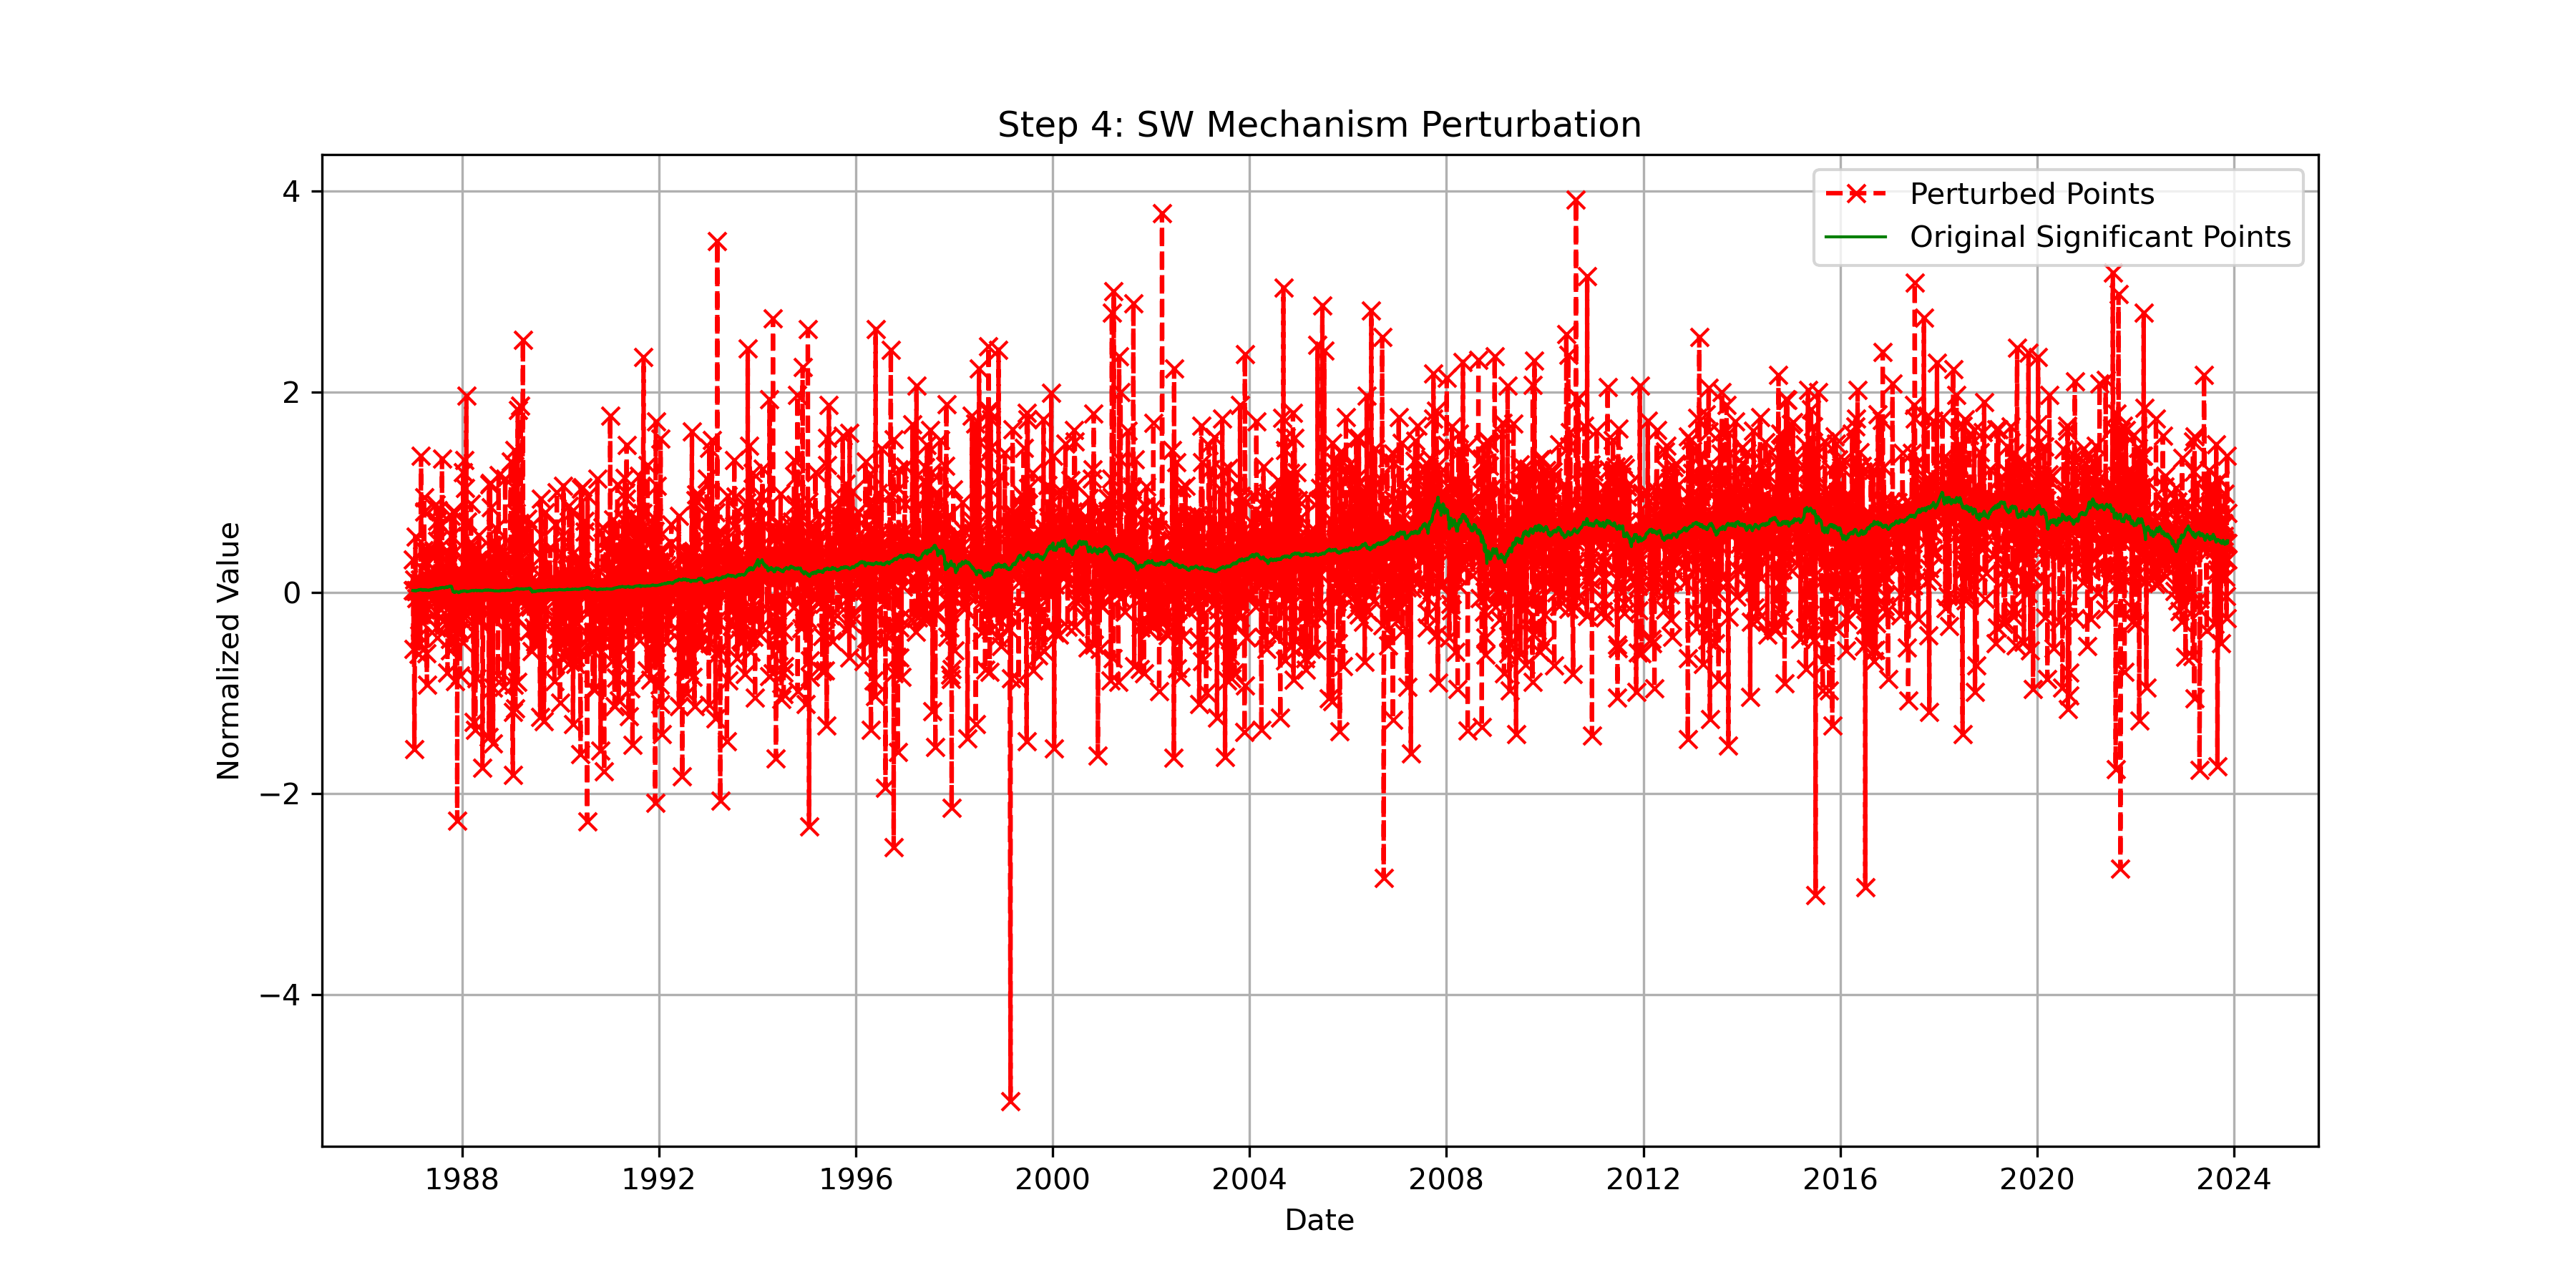 Step 4: SW Mechanism Perturbation
Perturbed Points
Original Significant Points
Normalized Value
4
2
0
−2
−4
1988 1992 1996 2000 2004 2008 2012 2016 2020 2024
Date